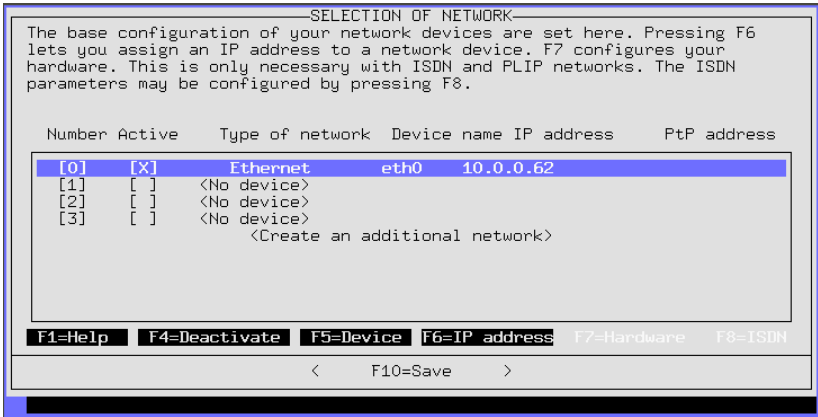 SELECTION OF NETWORK
The base configuration of your network devices are set here. Pressing F6
lets you assign an IP address to a network device. F7 configures your
hardware. This is only necessary with ISDN and PLIP networks. The ISDN
parameters may be configured by pressing F8.
Number Active Type of network Device name IP address PtP address
[0] [X] Ethernet eth0 10.0.0.62
[1] [ ] <No device>
[2] [ ] <No device>
[3] [ ] <No device>
<Create an additional network>
F1=Help F4=Deactivate F5=Device F6=IP address F7=Hardware F8=ISDN
< F10=Save >